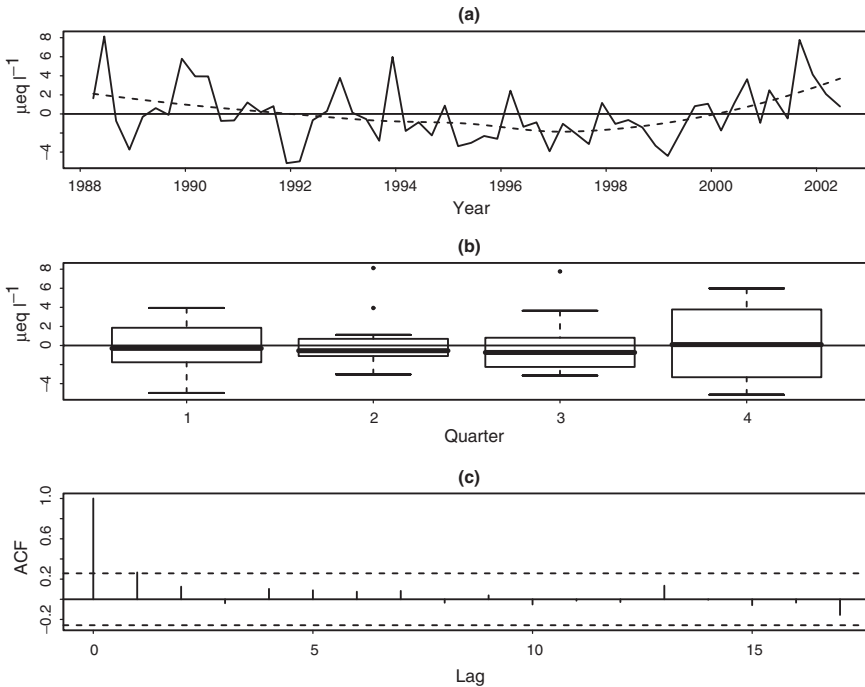 (a)
8
6
4
2
0
−4
μeq l⁻¹
1988 1990 1992 1994 1996 1998 2000 2002
Year
(b)
8
6
4
2
0
−4
μeq l⁻¹
1 2 3 4
Quarter
(c)
1.0
0.6
0.2
−0.2
ACF
0 5 10 15
Lag